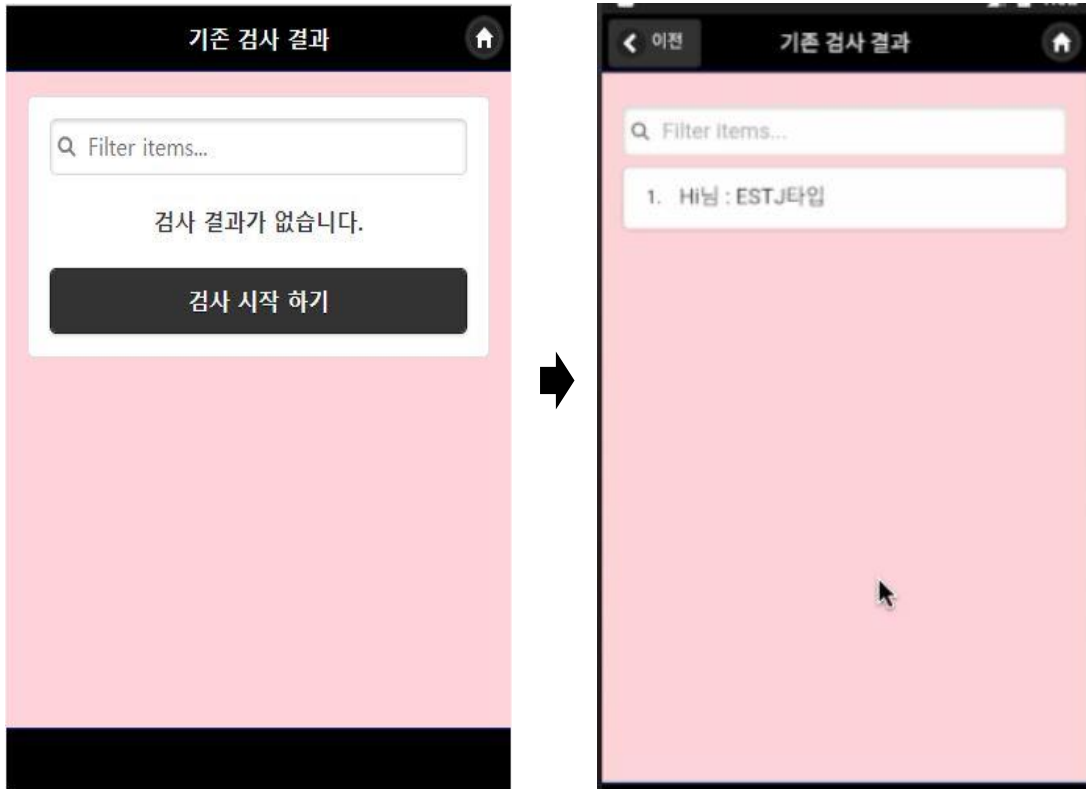 기존 검사 결과
Filter items...
검사 결과가 없습니다.
검사 시작 하기
이전
기존 검사 결과
Filter items...
1. Hi님 : ESTJ타입